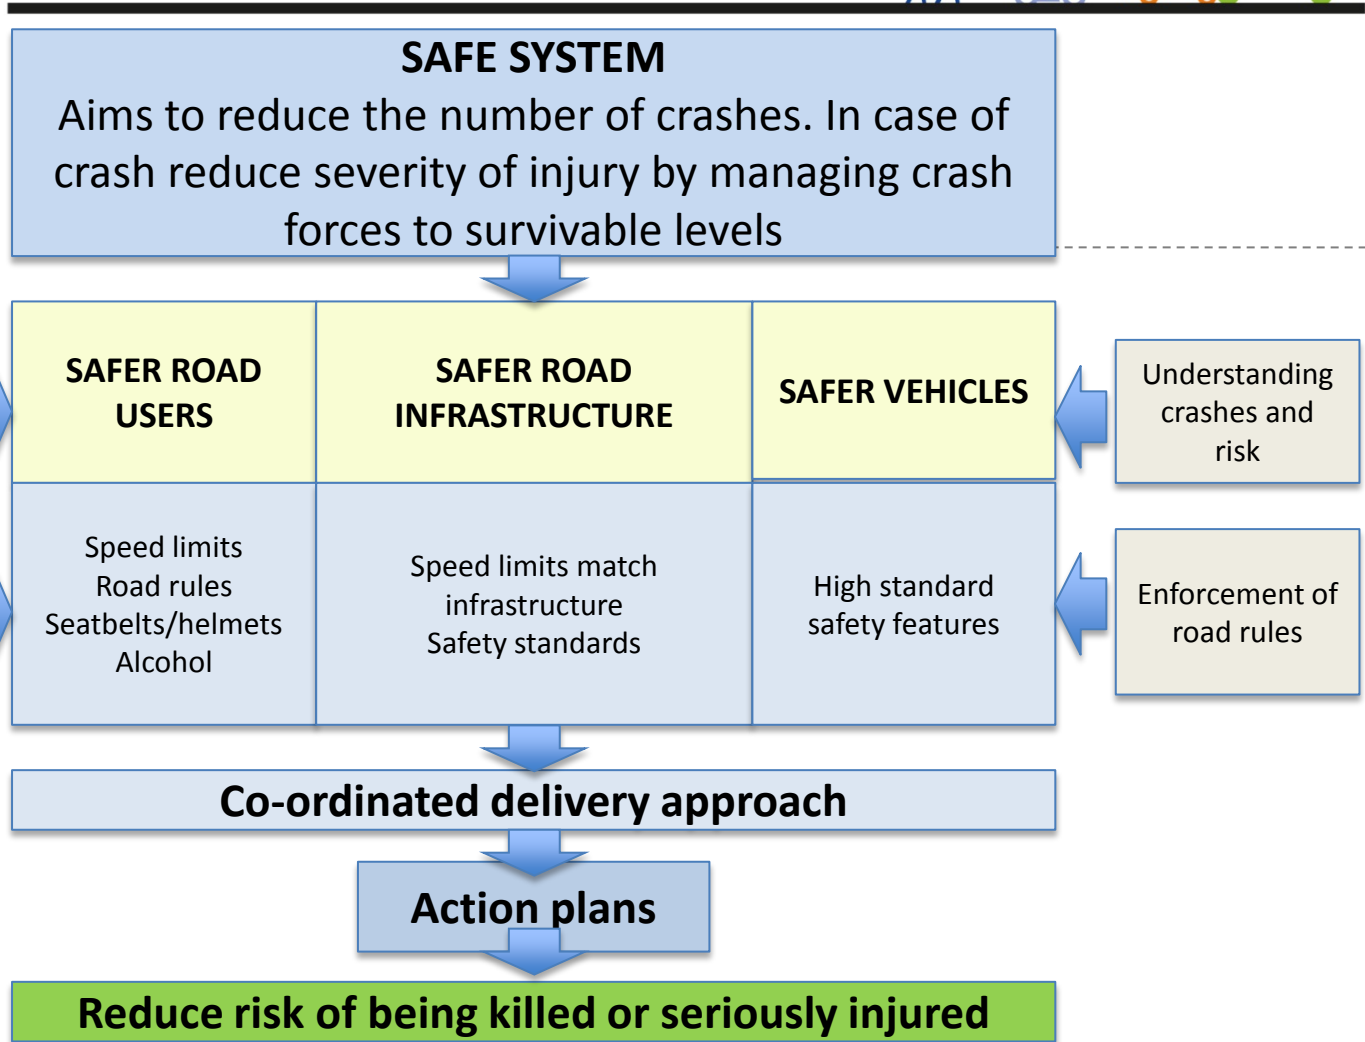 SAFE SYSTEM
Aims to reduce the number of crashes. In case of
crash reduce severity of injury by managing crash
forces to survivable levels
SAFER ROAD
USERS
SAFER ROAD
INFRASTRUCTURE
SAFER VEHICLES
Understanding
crashes and
risk
Speed limits
Road rules
Seatbelts/helmets
Alcohol
Speed limits match
infrastructure
Safety standards
High standard
safety features
Enforcement of
road rules
Co-ordinated delivery approach
Action plans
Reduce risk of being killed or seriously injured